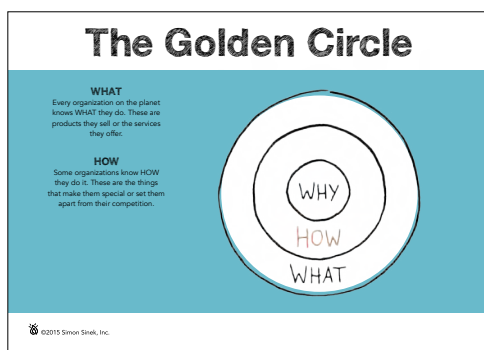 The Golden Circle
WHAT
Every organization on the planet
knows WHAT they do. These are
products they sell or the services
they offer.
HOW
Some organizations know HOW
they do it. These are the things
that make them special or set them
apart from their competition.
WHY
HOW
WHAT
©2015 Simon Sinek, Inc.